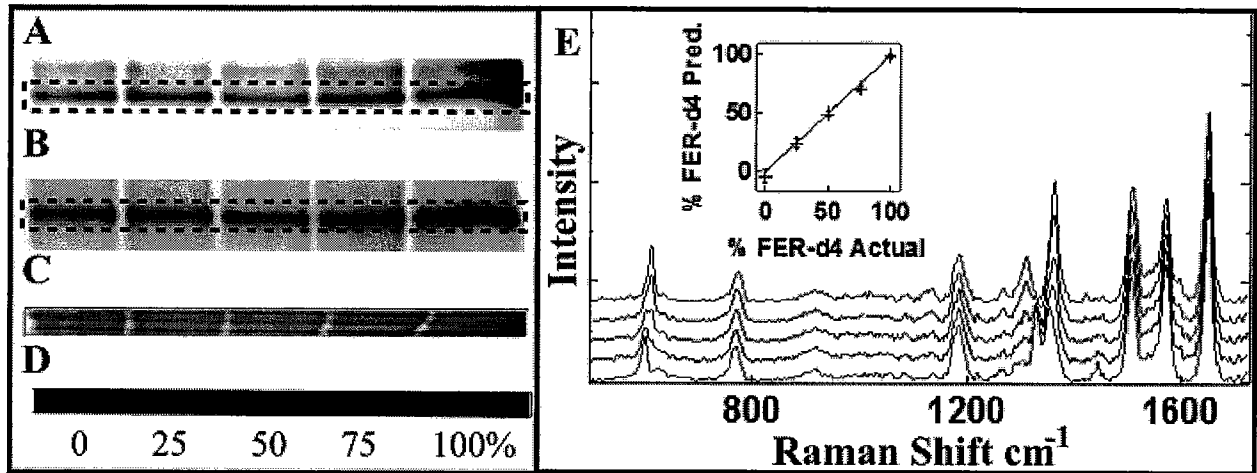 A
B
C
D
0 25 50 75 100%
E
% FER-d4 Pred.
100
50
0
0 50 100
% FER-d4 Actual
Intensity
800 1200 1600
Raman Shift cm-1